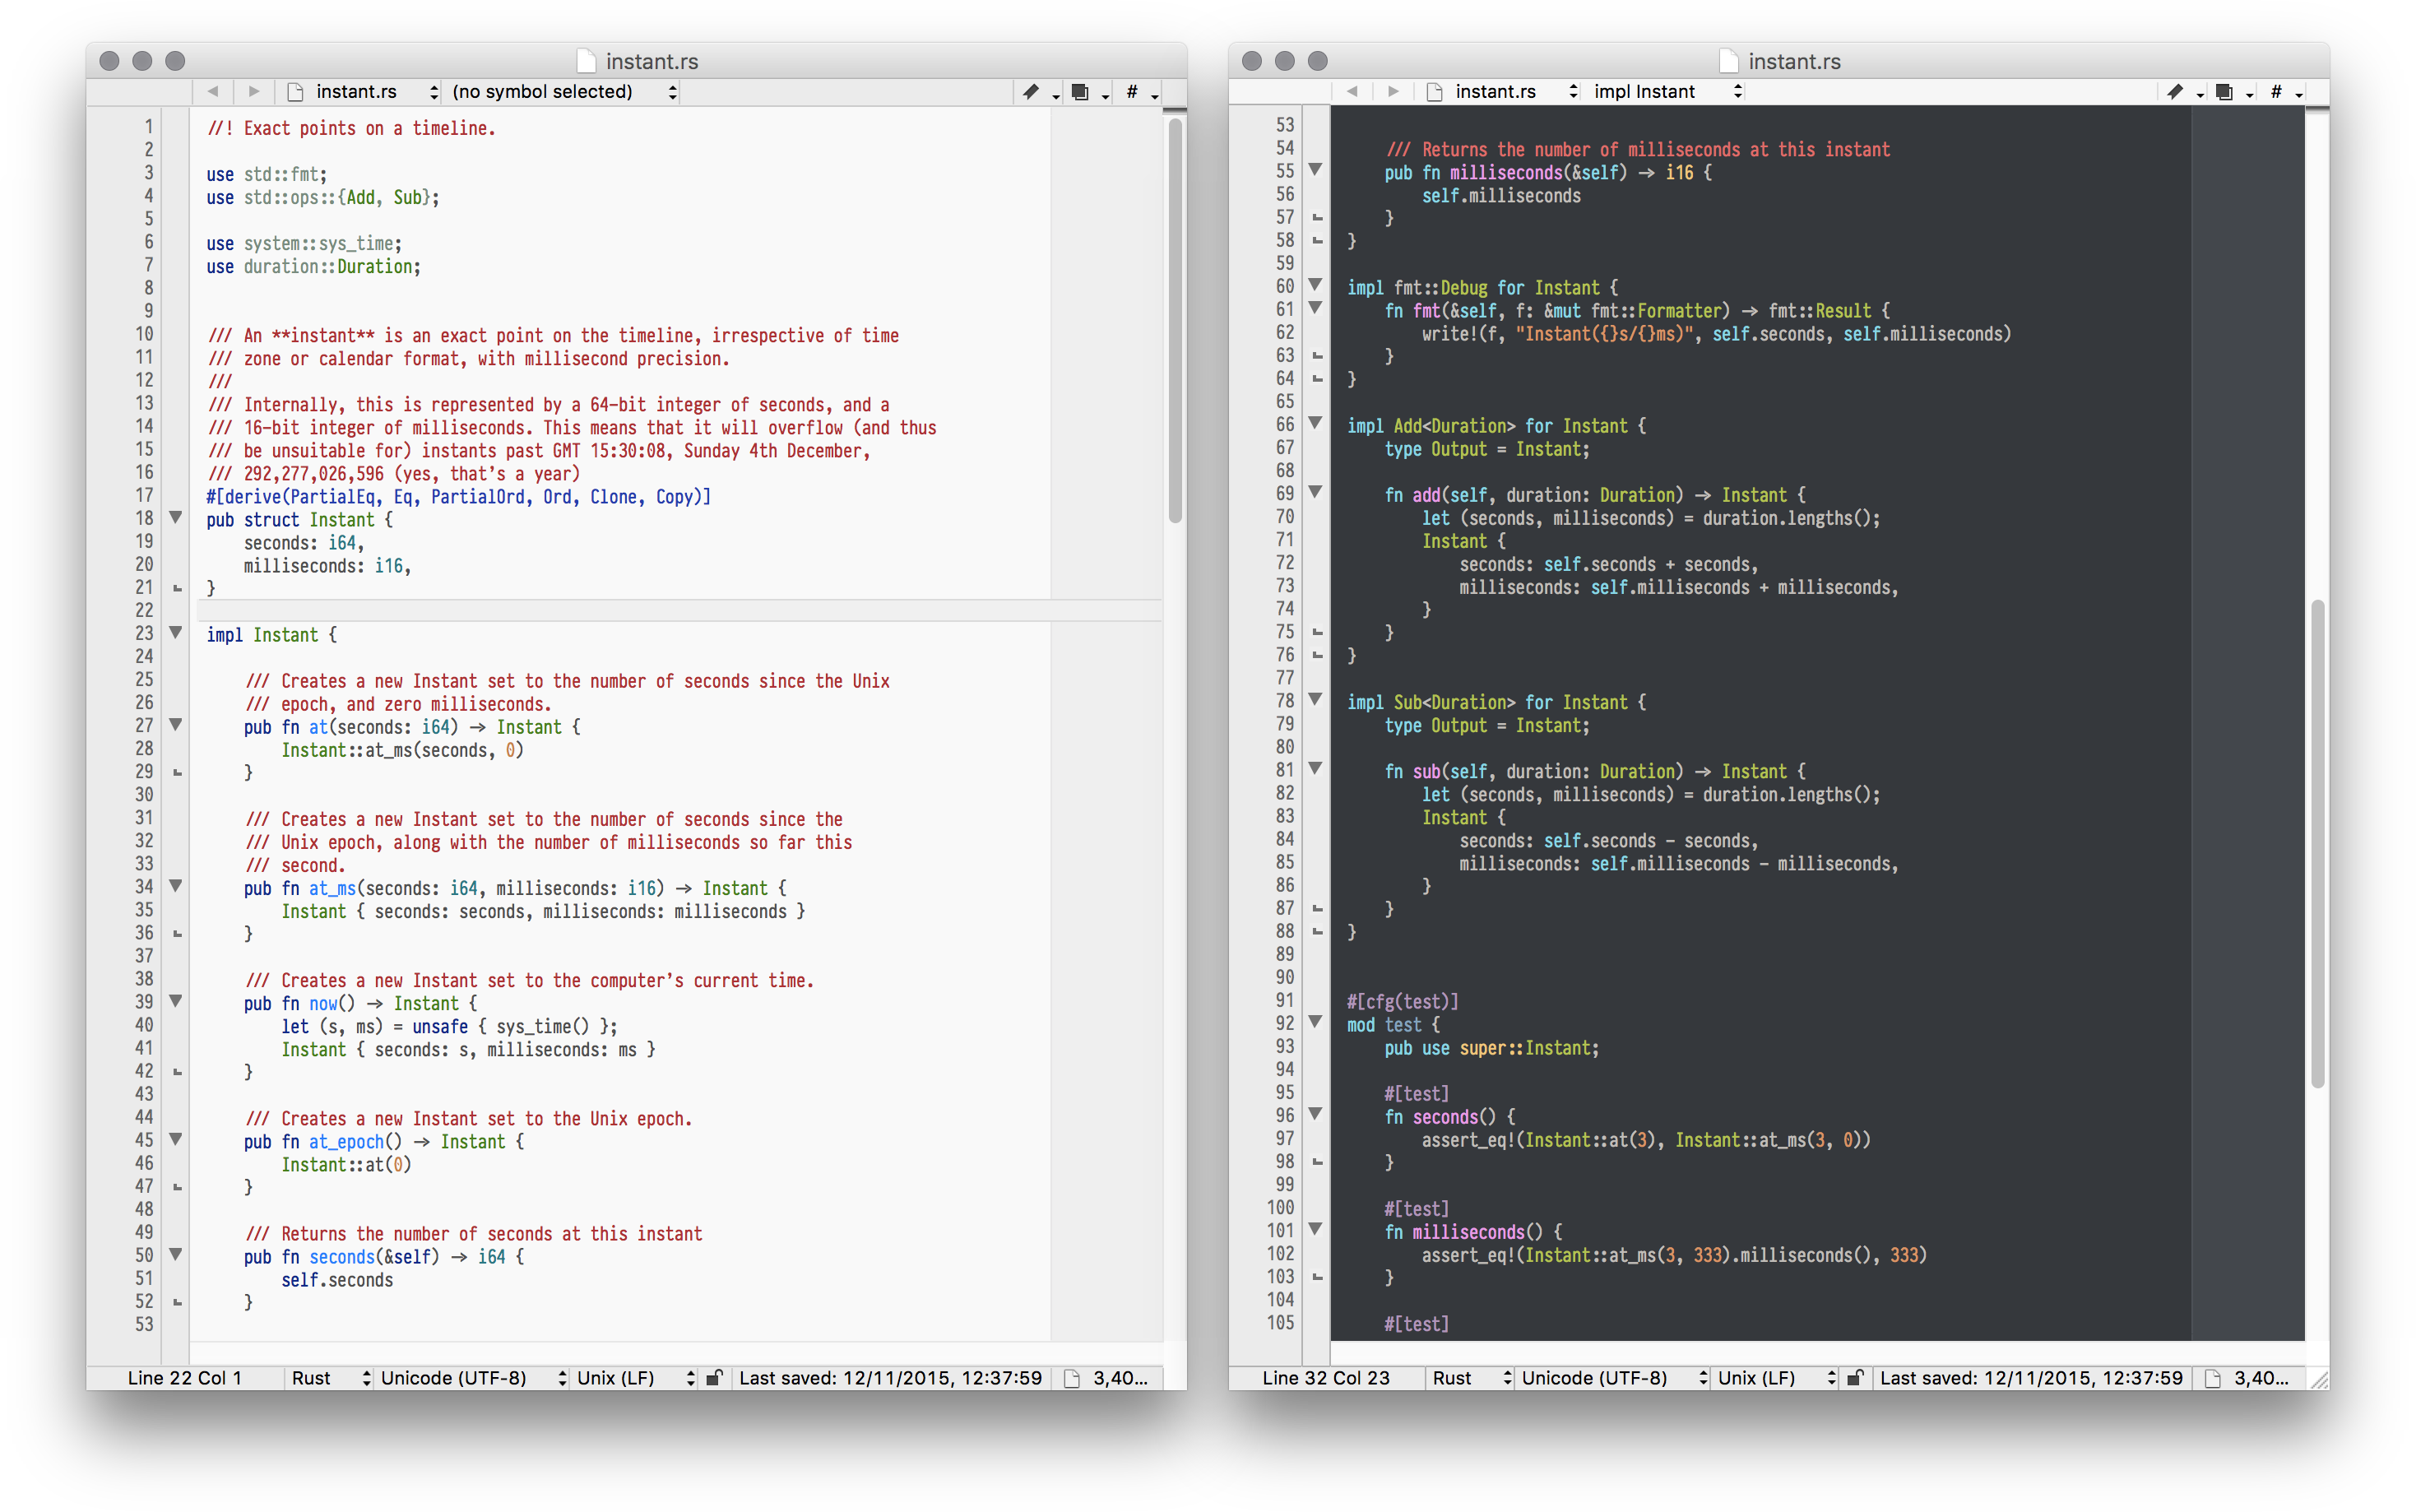 instant.rs
instant.rs (no symbol selected) #
1 //! Exact points on a timeline.
2
3 use std::fmt;
4 use std::ops::{Add, Sub};
5
6 use system::sys_time;
7 use duration::Duration;
8
9
10 /// An **instant** is an exact point on the timeline, irrespective of time
11 /// zone or calendar format, with millisecond precision.
12 ///
13 /// Internally, this is represented by a 64-bit integer of seconds, and a
14 /// 16-bit integer of milliseconds. This means that it will overflow (and thus
15 /// be unsuitable for) instants past GMT 15:30:08, Sunday 4th December,
16 /// 292,277,026,596 (yes, that’s a year)
17 #[derive(PartialEq, Eq, PartialOrd, Ord, Clone, Copy)]
18 pub struct Instant {
19     seconds: i64,
20     milliseconds: i16,
21 }
22
23 impl Instant {
24
25     /// Creates a new Instant set to the number of seconds since the Unix
26     /// epoch, and zero milliseconds.
27     pub fn at(seconds: i64) -> Instant {
28         Instant::at_ms(seconds, 0)
29     }
30
31     /// Creates a new Instant set to the number of seconds since the
32     /// Unix epoch, along with the number of milliseconds so far this
33     /// second.
34     pub fn at_ms(seconds: i64, milliseconds: i16) -> Instant {
35         Instant { seconds: seconds, milliseconds: milliseconds }
36     }
37
38     /// Creates a new Instant set to the computer’s current time.
39     pub fn now() -> Instant {
40         let (s, ms) = unsafe { sys_time() };
41         Instant { seconds: s, milliseconds: ms }
42     }
43
44     /// Creates a new Instant set to the Unix epoch.
45     pub fn at_epoch() -> Instant {
46         Instant::at(0)
47     }
48
49     /// Returns the number of seconds at this instant
50     pub fn seconds(&self) -> i64 {
51         self.seconds
52     }
53
Line 22 Col 1 Rust Unicode (UTF-8) Unix (LF) Last saved: 12/11/2015, 12:37:59 3,40…
instant.rs
instant.rs impl Instant #
53
54     /// Returns the number of milliseconds at this instant
55     pub fn milliseconds(&self) -> i16 {
56         self.milliseconds
57     }
58 }
59
60 impl fmt::Debug for Instant {
61     fn fmt(&self, f: &mut fmt::Formatter) -> fmt::Result {
62         write!(f, "Instant({}s/{}ms)", self.seconds, self.milliseconds)
63     }
64 }
65
66 impl Add<Duration> for Instant {
67     type Output = Instant;
68
69     fn add(self, duration: Duration) -> Instant {
70         let (seconds, milliseconds) = duration.lengths();
71         Instant {
72             seconds: self.seconds + seconds,
73             milliseconds: self.milliseconds + milliseconds,
74         }
75     }
76 }
77
78 impl Sub<Duration> for Instant {
79     type Output = Instant;
80
81     fn sub(self, duration: Duration) -> Instant {
82         let (seconds, milliseconds) = duration.lengths();
83         Instant {
84             seconds: self.seconds - seconds,
85             milliseconds: self.milliseconds - milliseconds,
86         }
87     }
88 }
89
90
91 #[cfg(test)]
92 mod test {
93     pub use super::Instant;
94
95     #[test]
96     fn seconds() {
97         assert_eq!(Instant::at(3), Instant::at_ms(3, 0))
98     }
99
100     #[test]
101     fn milliseconds() {
102         assert_eq!(Instant::at_ms(3, 333).milliseconds(), 333)
103     }
104
105     #[test]
Line 32 Col 23 Rust Unicode (UTF-8) Unix (LF) Last saved: 12/11/2015, 12:37:59 3,40…